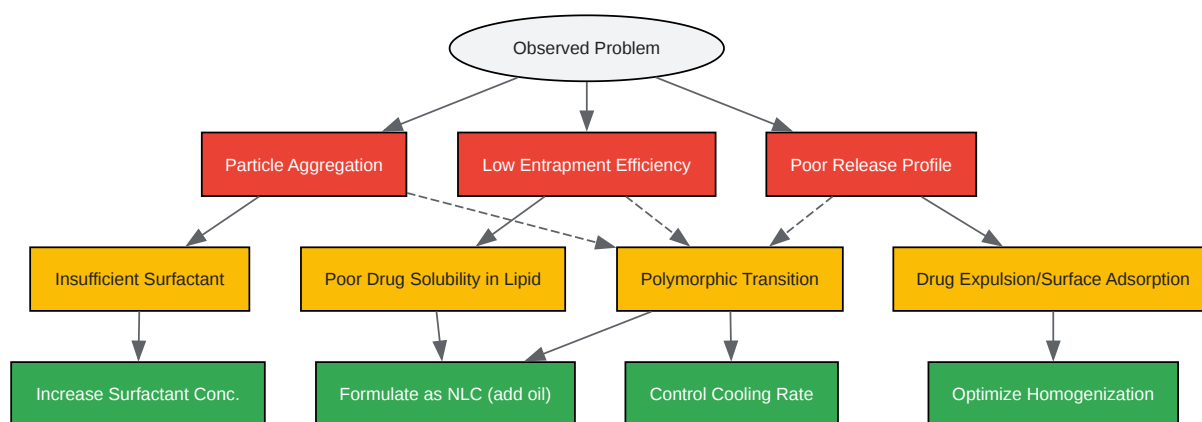 Observed Problem
Particle Aggregation
Low Entrapment Efficiency
Poor Release Profile
Insufficient Surfactant
Poor Drug Solubility in Lipid
Polymorphic Transition
Drug Expulsion/Surface Adsorption
Increase Surfactant Conc.
Formulate as NLC (add oil)
Control Cooling Rate
Optimize Homogenization